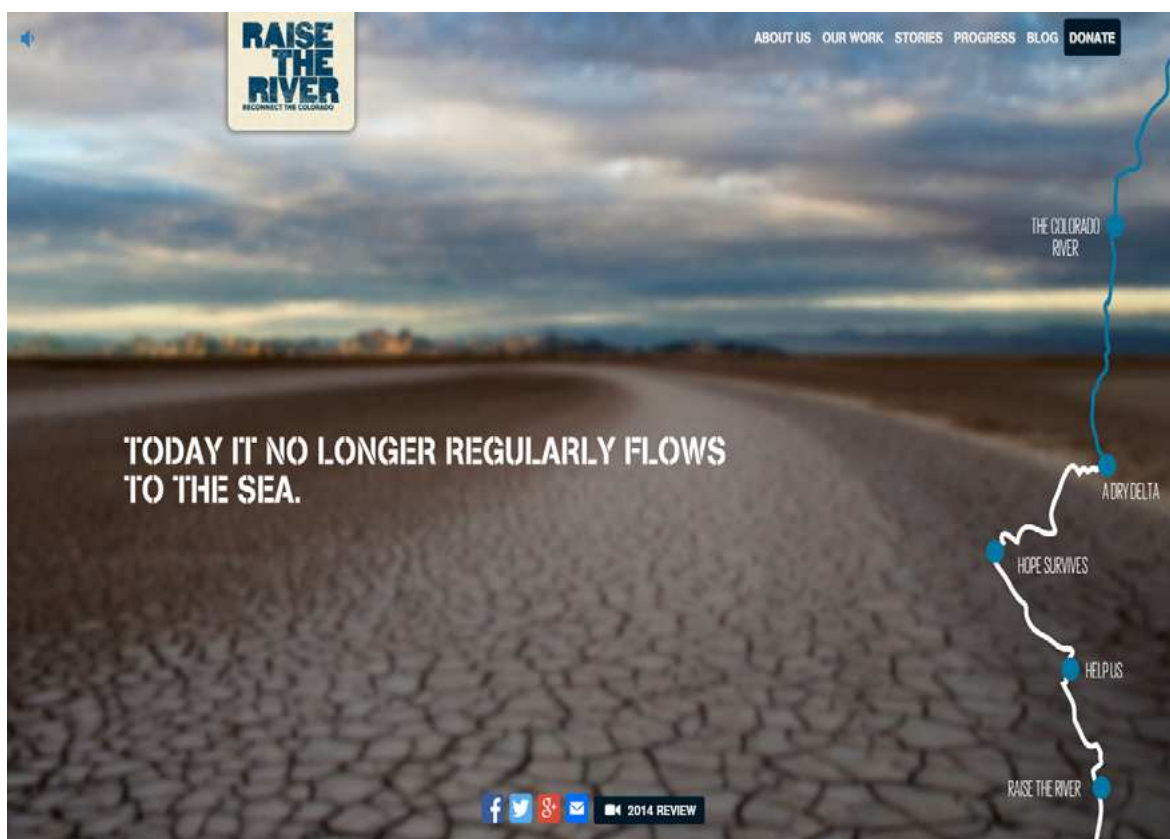 RAISE
THE
RIVER
RECONNECT THE COLORADO
ABOUT US OUR WORK STORIES PROGRESS BLOG DONATE
THE COLORADO
RIVER
TODAY IT NO LONGER REGULARLY FLOWS
TO THE SEA.
A DRY DELTA
HOPE SURVIVES
HELP US
RAISE THE RIVER
2014 REVIEW